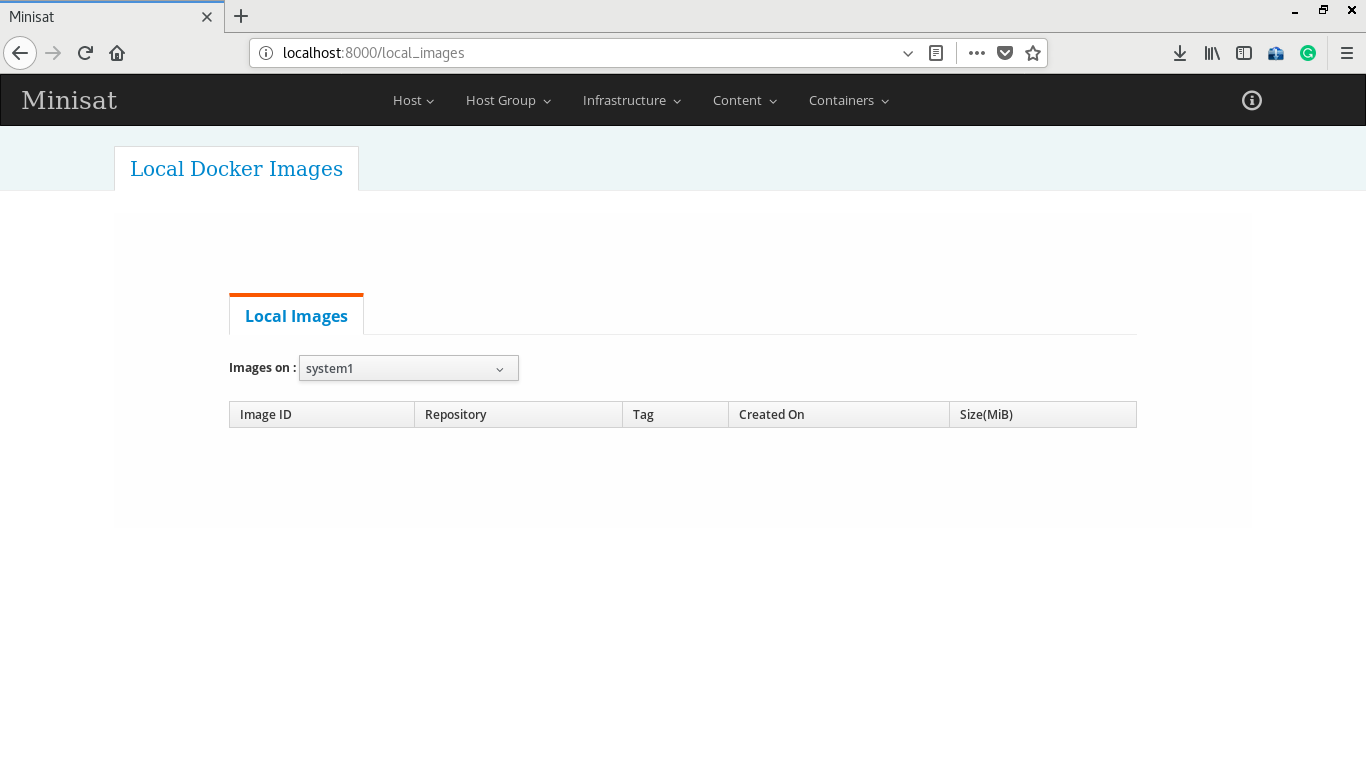 Minisat
localhost:8000/local_images
Minisat Host Host Group Infrastructure Content Containers
Local Docker Images
Local Images
Images on : system1
Image ID Repository Tag Created On Size(MiB)